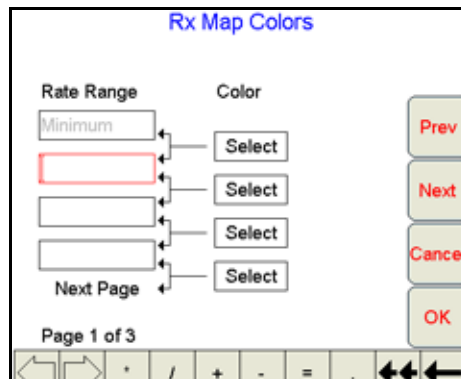 Rx Map Colors
Rate Range Color
Minimum
Select
Select
Select
Select
Next Page
Page 1 of 3
Prev
Next
Cance
OK
* / + - = .